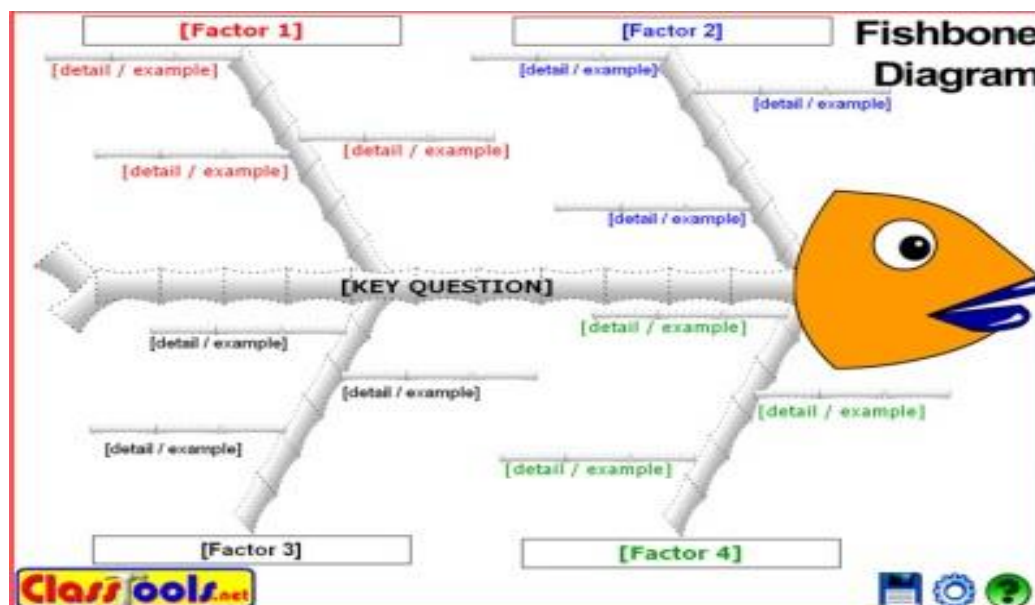 [Factor 1]
[Factor 2]
Fishbone
Diagram
[detail / example]
[detail / example]
[detail / example]
[detail / example]
[detail / example]
[detail / example]
[KEY QUESTION]
[detail / example]
[detail / example]
[detail / example]
[detail / example]
[detail / example]
[detail / example]
[Factor 3]
[Factor 4]
ClassTools.net
?